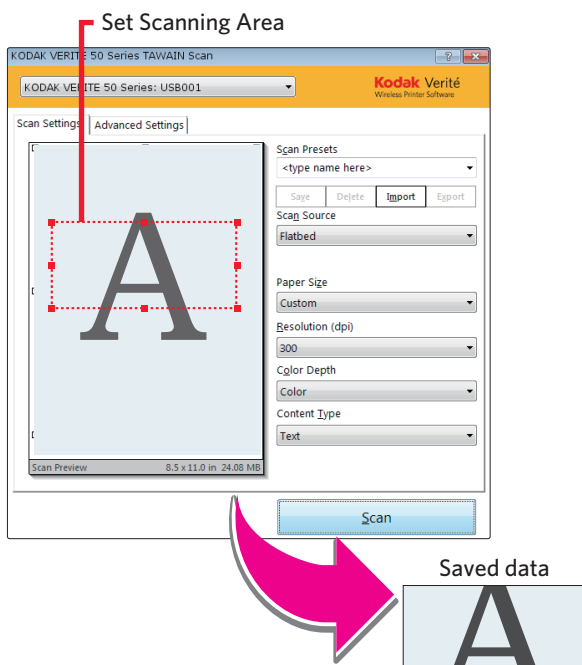 Set Scanning Area
KODAK VERITE 50 Series TAWAIN Scan
KODAK VERITE 50 Series: USB001
Kodak Verité
Wireless Printer Software
Scan Settings
Advanced Settings
Scan Presets
<type name here>
Save Delete Import Export
Scan Source
Flatbed
Paper Size
Custom
Resolution (dpi)
300
Color Depth
Color
Content Type
Text
A
Scan Preview 8.5 x 11.0 in 24.08 MB
Scan
Saved data
A